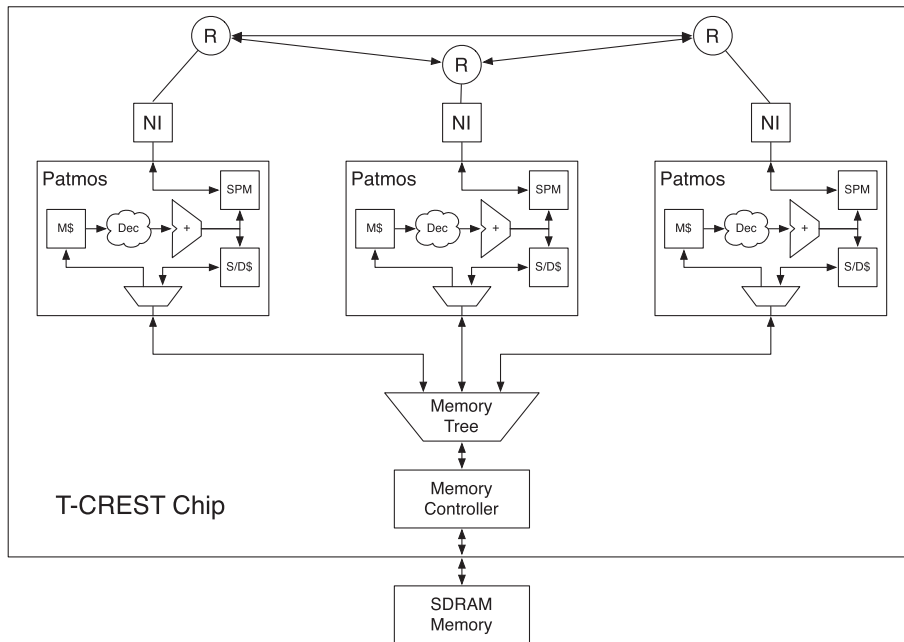 R
R
R
NI
NI
NI
Patmos
SPM
M$
Dec
+
S/D$
Patmos
SPM
M$
Dec
+
S/D$
Patmos
SPM
M$
Dec
+
S/D$
Memory
Tree
Memory
Controller
T-CREST Chip
SDRAM
Memory